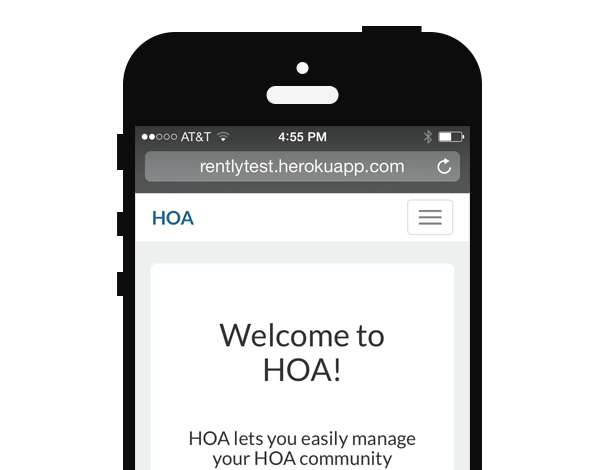 AT&T 4:55 PM
rentlytest.herokuapp.com
HOA
Welcome to
HOA!
HOA lets you easily manage
your HOA community